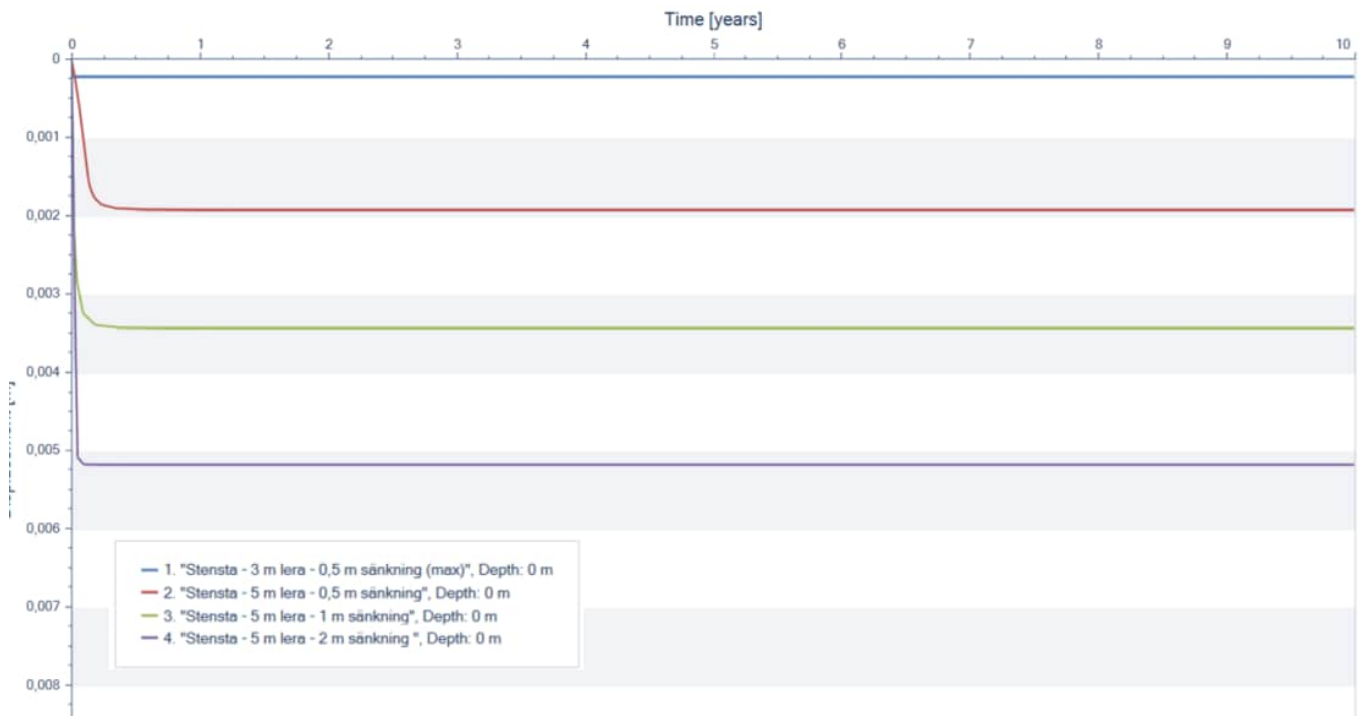 Time [years]
0 1 2 3 4 5 6 7 8 9 10
0
0,001
0,002
0,003
0,004
0,005
0,006
0,007
0,008
1. "Stensta - 3 m lera - 0,5 m sänkning (max)", Depth: 0 m
2. "Stensta - 5 m lera - 0,5 m sänkning", Depth: 0 m
3. "Stensta - 5 m lera - 1 m sänkning", Depth: 0 m
4. "Stensta - 5 m lera - 2 m sänkning ", Depth: 0 m